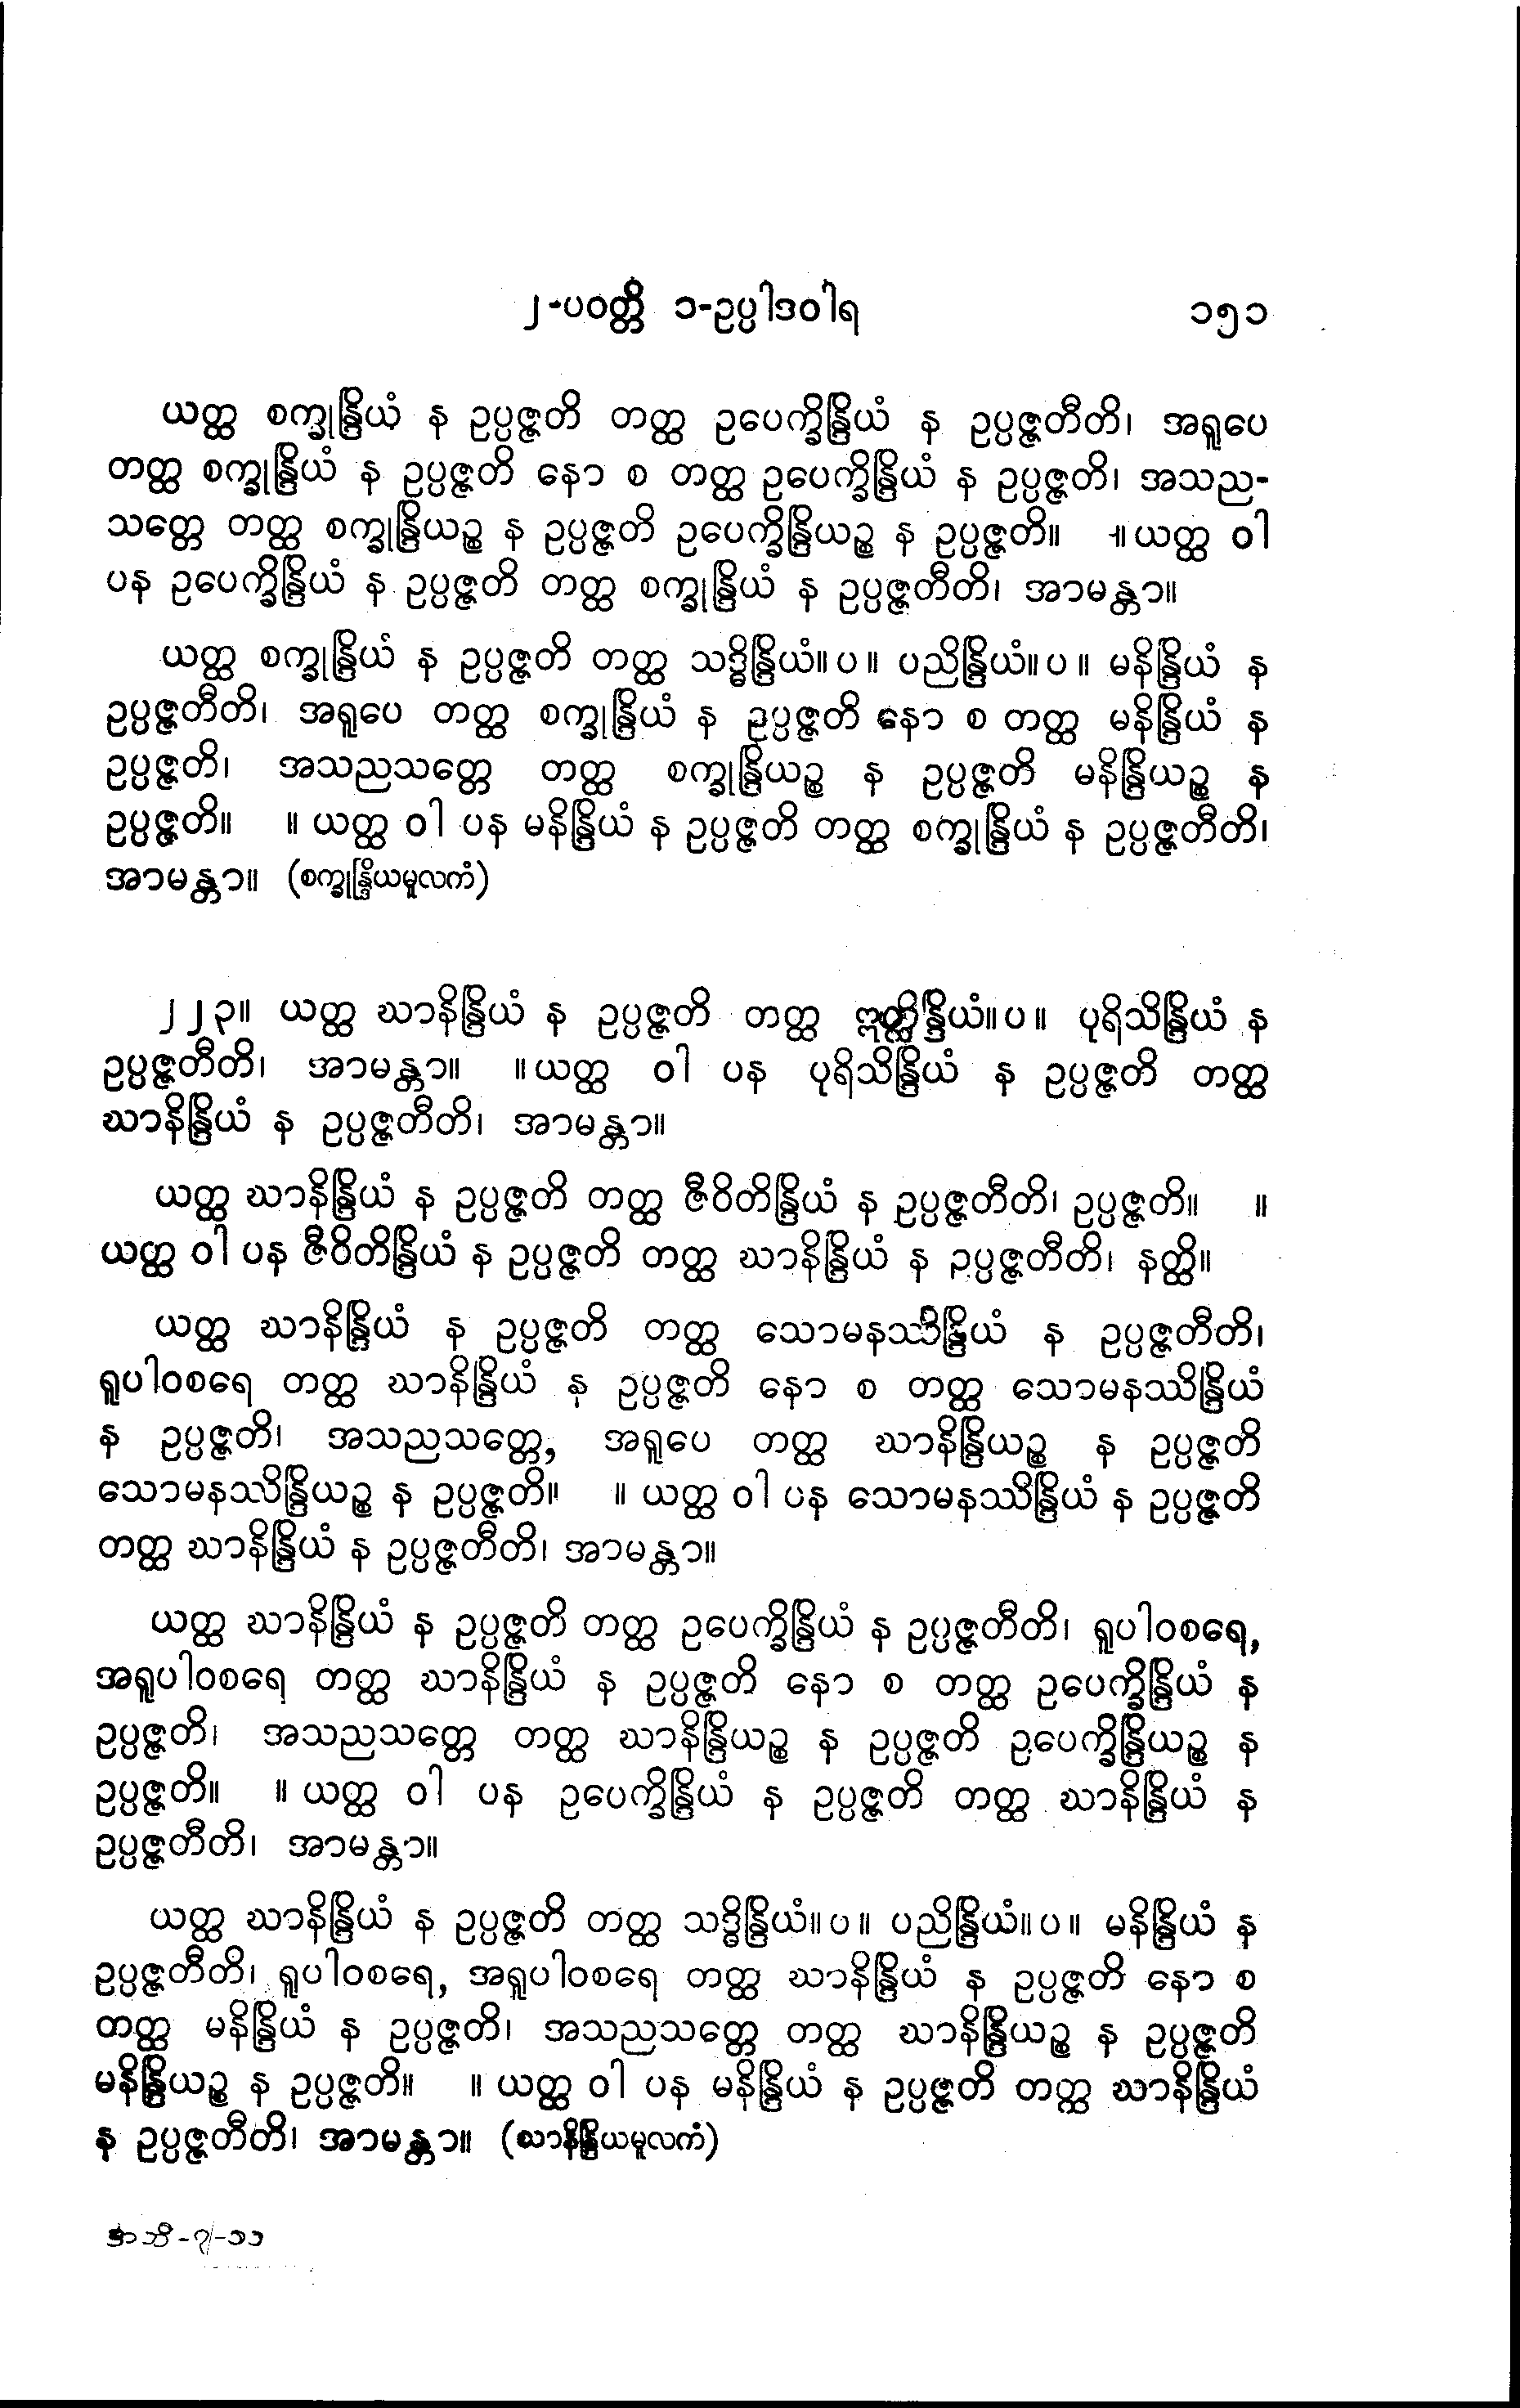 ၂-ပဝတ္တိ ၁-ဥပ္ပါဒဝါရ ၁၅၁
ယတ္ထ စက္ခုန္ဒြိယံ န ဥပ္ပဇ္ဇတိ တတ္ထ ဥပေက္ခိန္ဒြိယံ န ဥပ္ပဇ္ဇတီတိ၊ အရူပေ
တတ္ထ စက္ခုန္ဒြိယံ န ဥပ္ပဇ္ဇတိ နော စ တတ္ထ ဥပေက္ခိန္ဒြိယံ န ဥပ္ပဇ္ဇတိ၊ အသည-
သတ္တေ တတ္ထ စက္ခုန္ဒြိယဉ္စ န ဥပ္ပဇ္ဇတိ ဥပေက္ခိန္ဒြိယဉ္စ န ဥပ္ပဇ္ဇတိ။ ။ယတ္ထ ဝါ
ပန ဥပေက္ခိန္ဒြိယံ န ဥပ္ပဇ္ဇတိ တတ္ထ စက္ခုန္ဒြိယံ န ဥပ္ပဇ္ဇတီတိ၊ အာမန္တာ။
ယတ္ထ စက္ခုန္ဒြိယံ န ဥပ္ပဇ္ဇတိ တတ္ထ သဒ္ဓိန္ဒြိယံ။ပ။ ပညိန္ဒြိယံ။ပ။ မနိန္ဒြိယံ န
ဥပ္ပဇ္ဇတီတိ၊ အရူပေ တတ္ထ စက္ခုန္ဒြိယံ န ဥပ္ပဇ္ဇတိ နော စ တတ္ထ မနိန္ဒြိယံ န
ဥပ္ပဇ္ဇတိ၊ အသညသတ္တေ တတ္ထ စက္ခုန္ဒြိယဉ္စ န ဥပ္ပဇ္ဇတိ မနိန္ဒြိယဉ္စ န
ဥပ္ပဇ္ဇတိ။ ။ ယတ္ထ ဝါ ပန မနိန္ဒြိယံ န ဥပ္ပဇ္ဇတိ တတ္ထ စက္ခုန္ဒြိယံ န ဥပ္ပဇ္ဇတီတိ၊
အာမန္တာ။ (စက္ခုန္ဒြိယမူလကံ)
၂၂၃။ ယတ္ထ ဃာနိန္ဒြိယံ န ဥပ္ပဇ္ဇတိ တတ္ထ ဣတ္ထိန္ဒြိယံ။ပ။ ပုရိသိန္ဒြိယံ န
ဥပ္ပဇ္ဇတီတိ၊ အာမန္တာ။ ။ယတ္ထ ဝါ ပန ပုရိသိန္ဒြိယံ န ဥပ္ပဇ္ဇတိ တတ္ထ
ဃာနိန္ဒြိယံ န ဥပ္ပဇ္ဇတီတိ၊ အာမန္တာ။
ယတ္ထ ဃာနိန္ဒြိယံ န ဥပ္ပဇ္ဇတိ တတ္ထ ဇီဝိတိန္ဒြိယံ န ဥပ္ပဇ္ဇတီတိ၊ ဥပ္ပဇ္ဇတိ။ ။
ယတ္ထ ဝါ ပန ဇီဝိတိန္ဒြိယံ န ဥပ္ပဇ္ဇတိ တတ္ထ ဃာနိန္ဒြိယံ န ဥပ္ပဇ္ဇတီတိ၊ နတ္ထိ။
ယတ္ထ ဃာနိန္ဒြိယံ န ဥပ္ပဇ္ဇတိ တတ္ထ သောမနဿိန္ဒြိယံ န ဥပ္ပဇ္ဇတီတိ၊
ရူပါဝစရေ တတ္ထ ဃာနိန္ဒြိယံ န ဥပ္ပဇ္ဇတိ နော စ တတ္ထ သောမနဿိန္ဒြိယံ
န ဥပ္ပဇ္ဇတိ၊ အသညသတ္တေ, အရူပေ တတ္ထ ဃာနိန္ဒြိယဉ္စ န ဥပ္ပဇ္ဇတိ
သောမနဿိန္ဒြိယဉ္စ န ဥပ္ပဇ္ဇတိ။ ။ ယတ္ထ ဝါ ပန သောမနဿိန္ဒြိယံ န ဥပ္ပဇ္ဇတိ
တတ္ထ ဃာနိန္ဒြိယံ န ဥပ္ပဇ္ဇတီတိ၊ အာမန္တာ။
ယတ္ထ ဃာနိန္ဒြိယံ န ဥပ္ပဇ္ဇတိ တတ္ထ ဥပေက္ခိန္ဒြိယံ န ဥပ္ပဇ္ဇတီတိ၊ ရူပါဝစရေ,
အရူပါဝစရေ တတ္ထ ဃာနိန္ဒြိယံ န ဥပ္ပဇ္ဇတိ နော စ တတ္ထ ဥပေက္ခိန္ဒြိယံ န
ဥပ္ပဇ္ဇတိ၊ အသညသတ္တေ တတ္ထ ဃာနိန္ဒြိယဉ္စ န ဥပ္ပဇ္ဇတိ ဥပေက္ခိန္ဒြိယဉ္စ န
ဥပ္ပဇ္ဇတိ။ ။ ယတ္ထ ဝါ ပန ဥပေက္ခိန္ဒြိယံ န ဥပ္ပဇ္ဇတိ တတ္ထ ဃာနိန္ဒြိယံ န
ဥပ္ပဇ္ဇတီတိ၊ အာမန္တာ။
ယတ္ထ ဃာနိန္ဒြိယံ န ဥပ္ပဇ္ဇတိ တတ္ထ သဒ္ဓိန္ဒြိယံ။ပ။ ပညိန္ဒြိယံ။ပ။ မနိန္ဒြိယံ န
ဥပ္ပဇ္ဇတီတိ၊ ရူပါဝစရေ, အရူပါဝစရေ တတ္ထ ဃာနိန္ဒြိယံ န ဥပ္ပဇ္ဇတိ နော စ
တတ္ထ မနိန္ဒြိယံ န ဥပ္ပဇ္ဇတိ၊ အသညသတ္တေ တတ္ထ ဃာနိန္ဒြိယဉ္စ န ဥပ္ပဇ္ဇတိ
မနိန္ဒြိယဉ္စ န ဥပ္ပဇ္ဇတိ။ ။ ယတ္ထ ဝါ ပန မနိန္ဒြိယံ န ဥပ္ပဇ္ဇတိ တတ္ထ ဃာနိန္ဒြိယံ
န ဥပ္ပဇ္ဇတီတိ၊ အာမန္တာ။ (ဃာနိန္ဒြိယမူလကံ)
အာဘိ-၇-၁၁